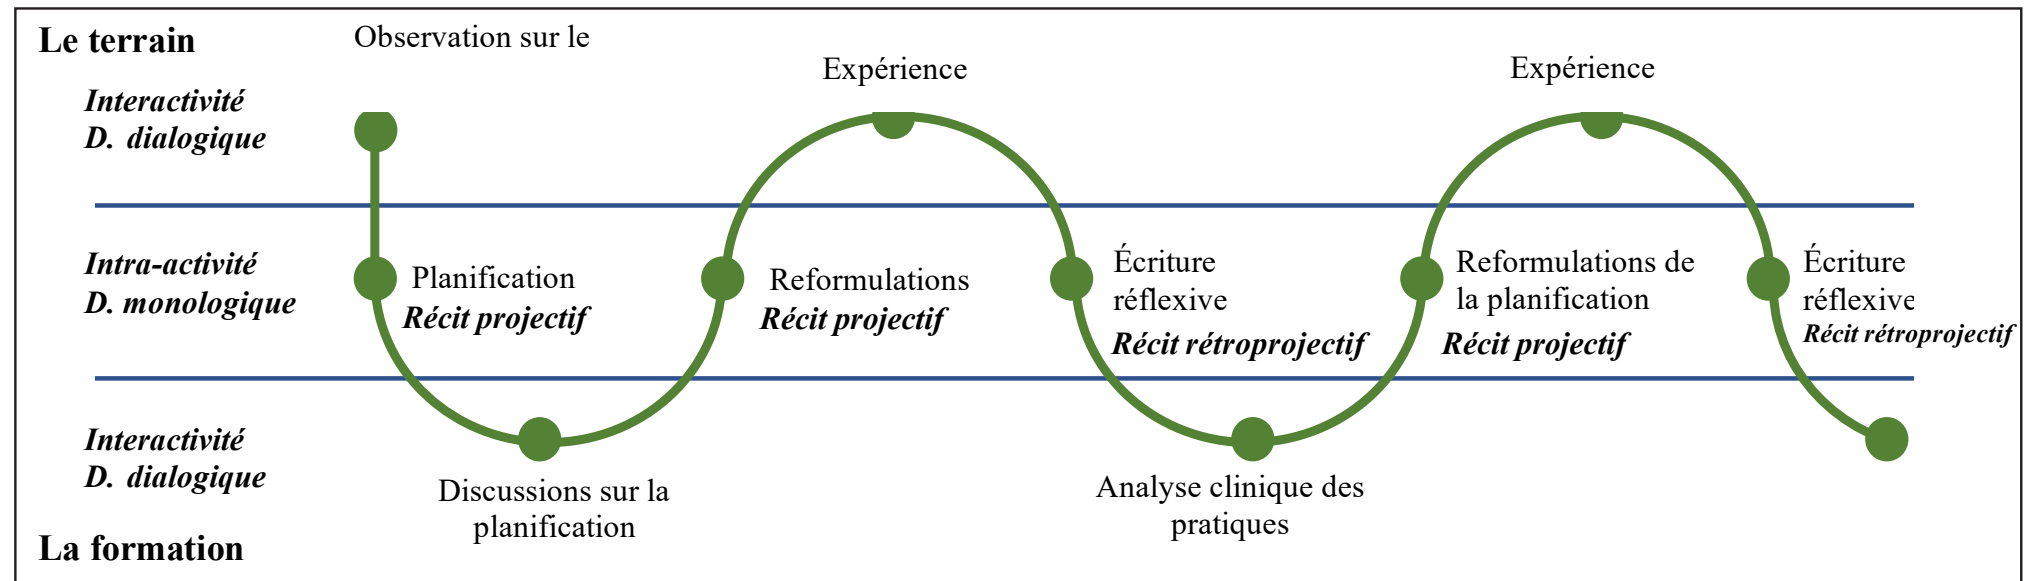 Le terrain
Observation sur le
Expérience
Expérience
Interactivité
D. dialogique
Intra-activité
D. monologique
Planification
Récit projectif
Reformulations
Récit projectif
Écriture
réflexive
Récit rétroprojectif
Reformulations de
la planification
Récit projectif
Écriture
réflexive
Récit rétroprojectif
Interactivité
D. dialogique
Discussions sur la
planification
Analyse clinique des
pratiques
La formation